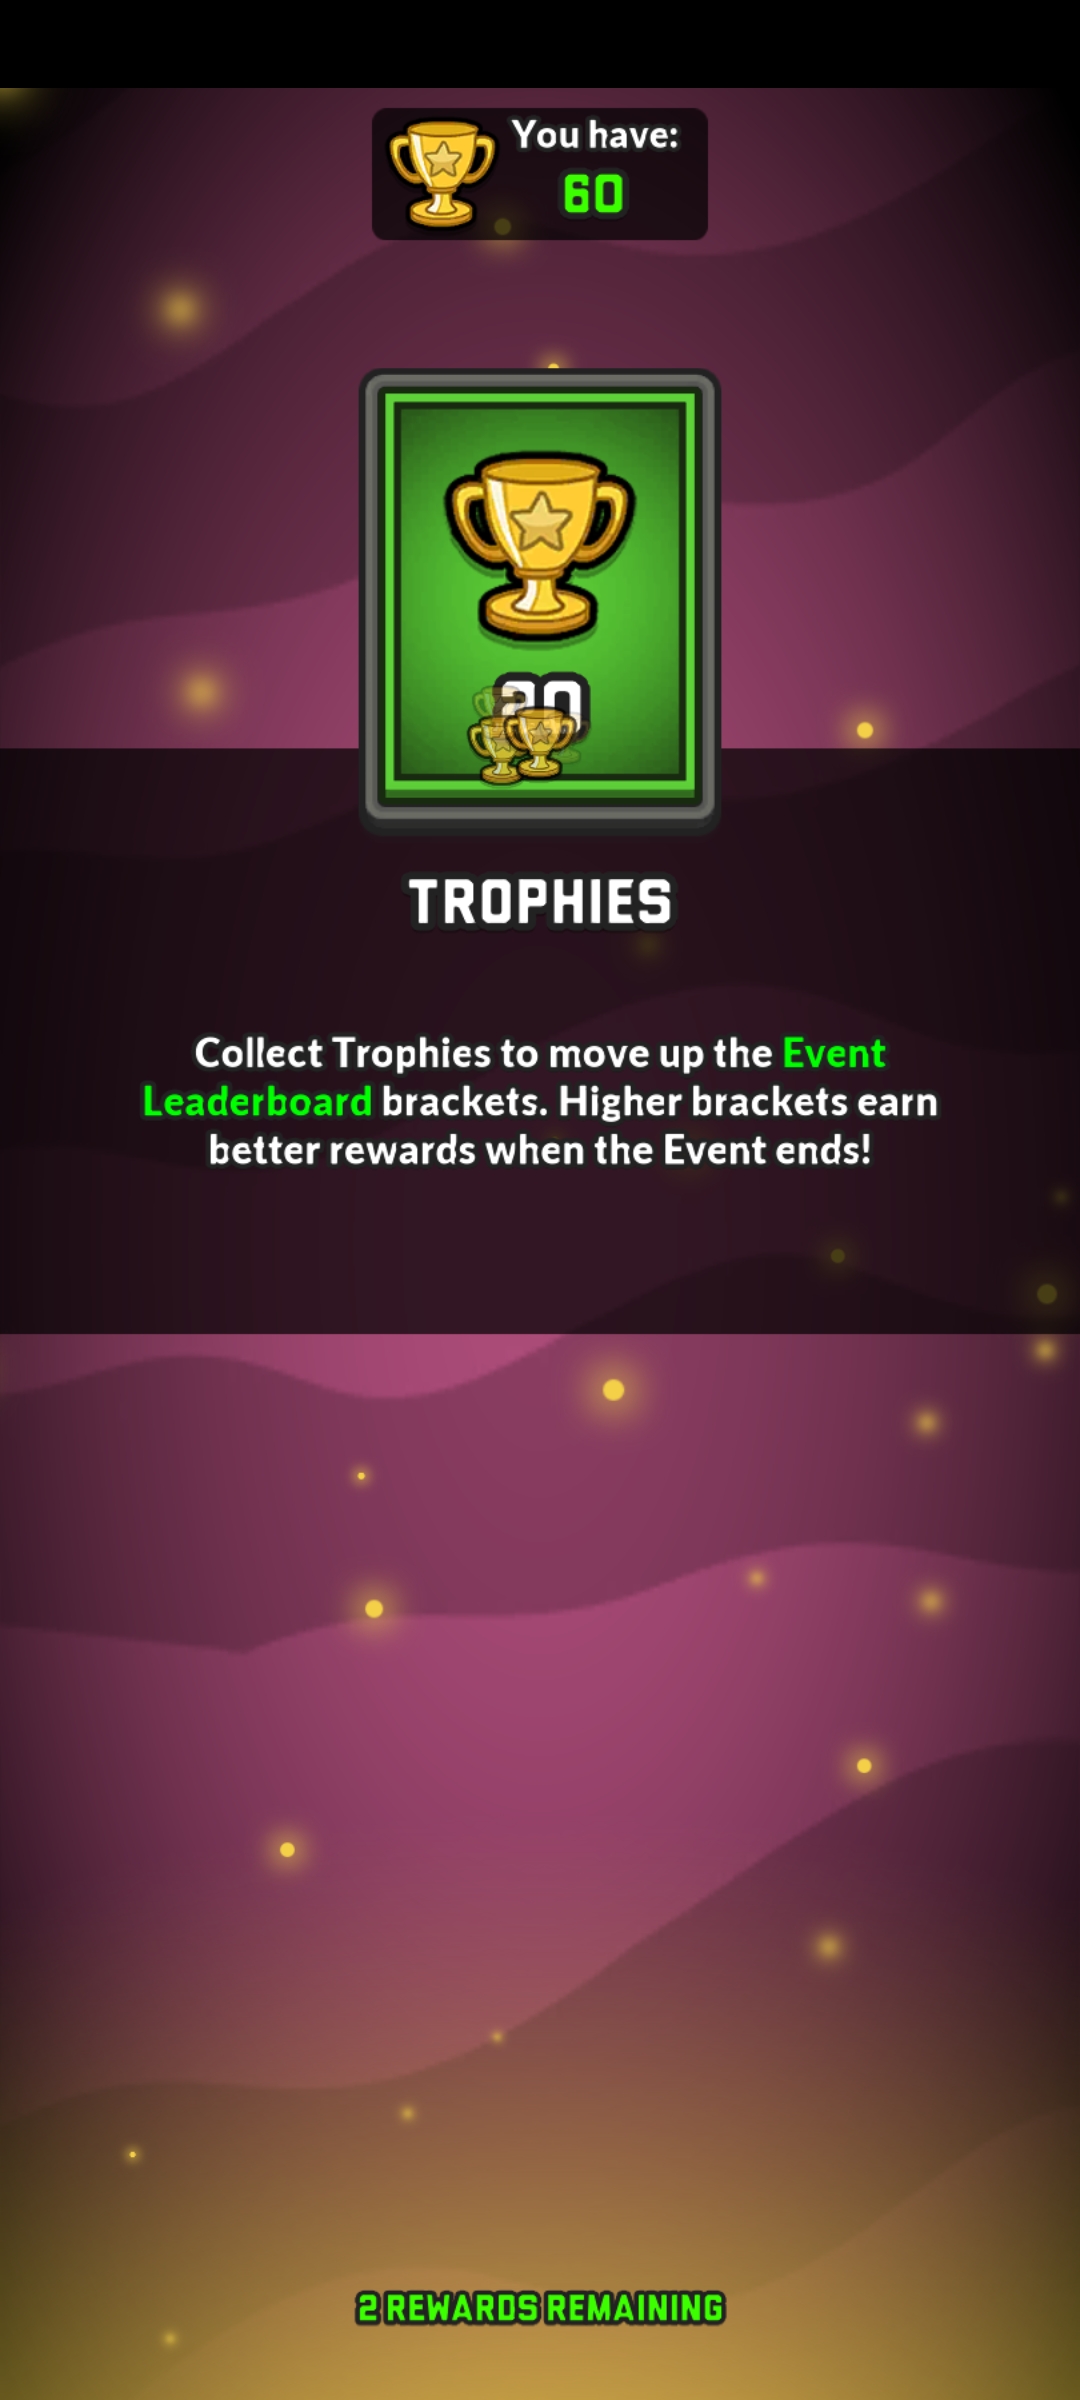 You have:
60
TROPHIES
Collect Trophies to move up the Event
Leaderboard brackets. Higher brackets earn
better rewards when the Event ends!
2 REWARDS REMAINING